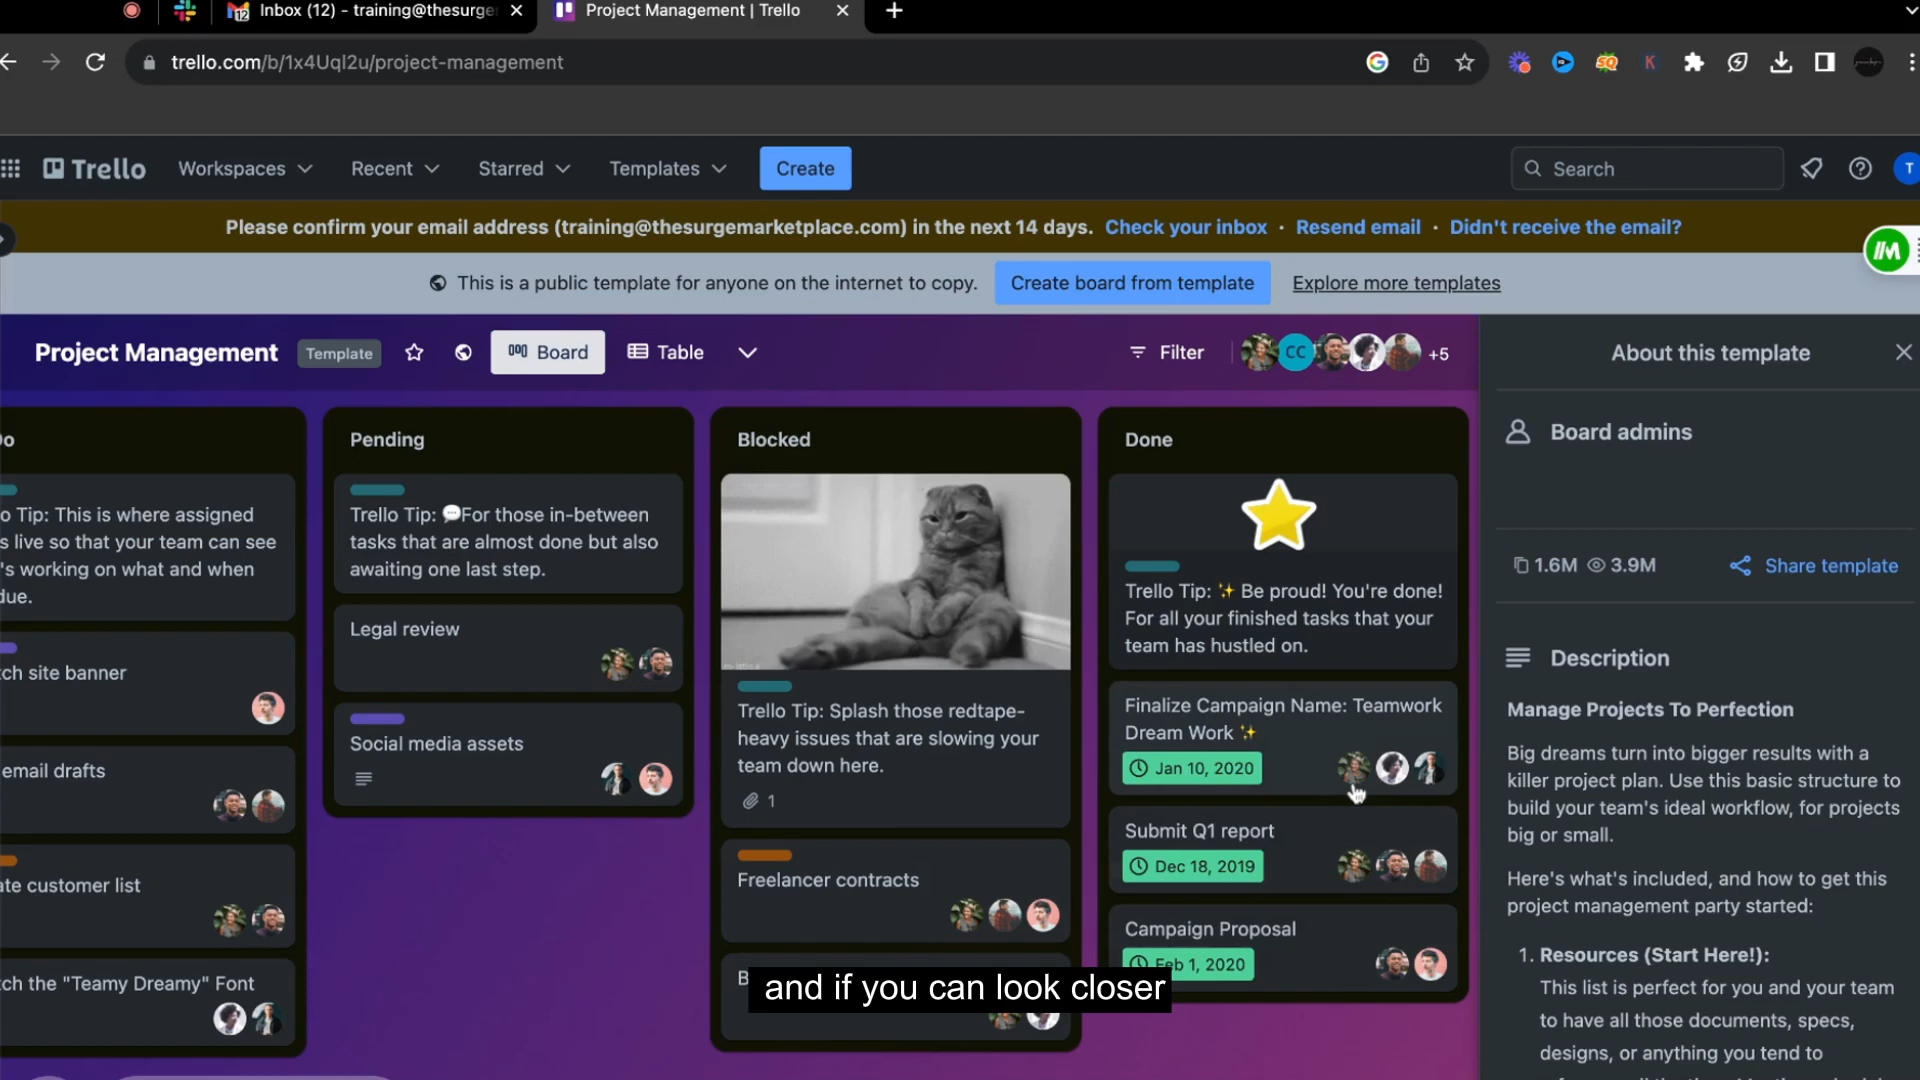 12
Inbox (12) - training@thesurge
Project Management | Trello
trello.com/b/1x4Uql2u/project-management
SQ
K
Trello
Workspaces
Recent
Starred
Templates
Create
Search
T
Please confirm your email address (training@thesurgemarketplace.com) in the next 14 days. Check your inbox · Resend email · Didn't receive the email?
This is a public template for anyone on the internet to copy. Create board from template Explore more templates
Project Management
Template
Board
Table
Filter
CC
+5
About this template
o
o Tip: This is where assigned
s live so that your team can see
's working on what and when
due.
ch site banner
email drafts
ate customer list
ch the "Teamy Dreamy" Font
Pending
Trello Tip: 💬For those in-between
tasks that are almost done but also
awaiting one last step.
Legal review
Social media assets
Blocked
Trello Tip: Splash those redtape-
heavy issues that are slowing your
team down here.
1
Freelancer contracts
B
Done
Trello Tip: ✨ Be proud! You're done!
For all your finished tasks that your
team has hustled on.
Finalize Campaign Name: Teamwork
Dream Work ✨
Jan 10, 2020
Submit Q1 report
Dec 18, 2019
Campaign Proposal
Feb 1, 2020
Board admins
1.6M 3.9M Share template
Description
Manage Projects To Perfection
Big dreams turn into bigger results with a
killer project plan. Use this basic structure to
build your team's ideal workflow, for projects
big or small.
Here's what's included, and how to get this
project management party started:
1. Resources (Start Here!):
This list is perfect for you and your team
to have all those documents, specs,
designs, or anything you tend to
and if you can look closer